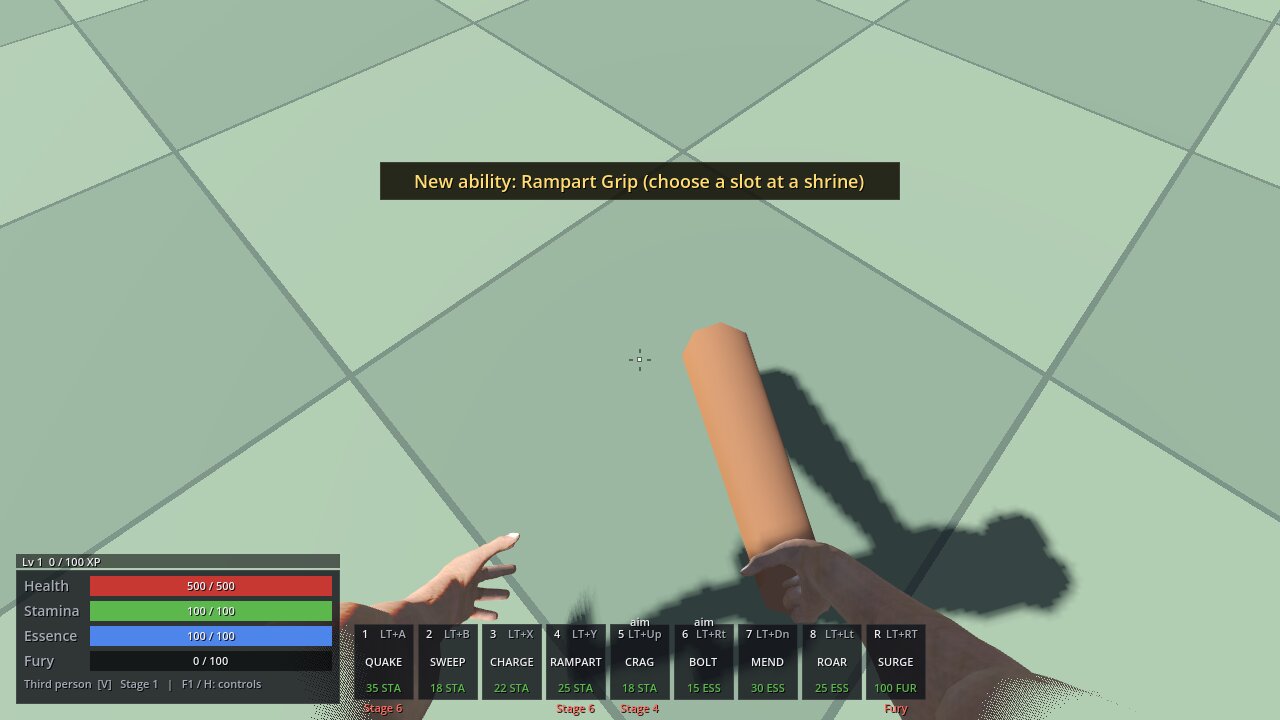 New ability: Rampart Grip (choose a slot at a shrine)
Lv 1 0 / 100 XP
Health 500 / 500
Stamina 100 / 100
Essence 100 / 100
Fury 0 / 100
Third person [V] Stage 1 | F1 / H: controls
aim aim
1 LT+A 2 LT+B 3 LT+X 4 LT+Y 5 LT+Up 6 LT+Rt 7 LT+Dn 8 LT+Lt R LT+RT
QUAKE SWEEP CHARGE RAMPART CRAG BOLT MEND ROAR SURGE
35 STA 18 STA 22 STA 25 STA 18 STA 15 ESS 30 ESS 25 ESS 100 FUR
Stage 6 Stage 6 Stage 4 Fury